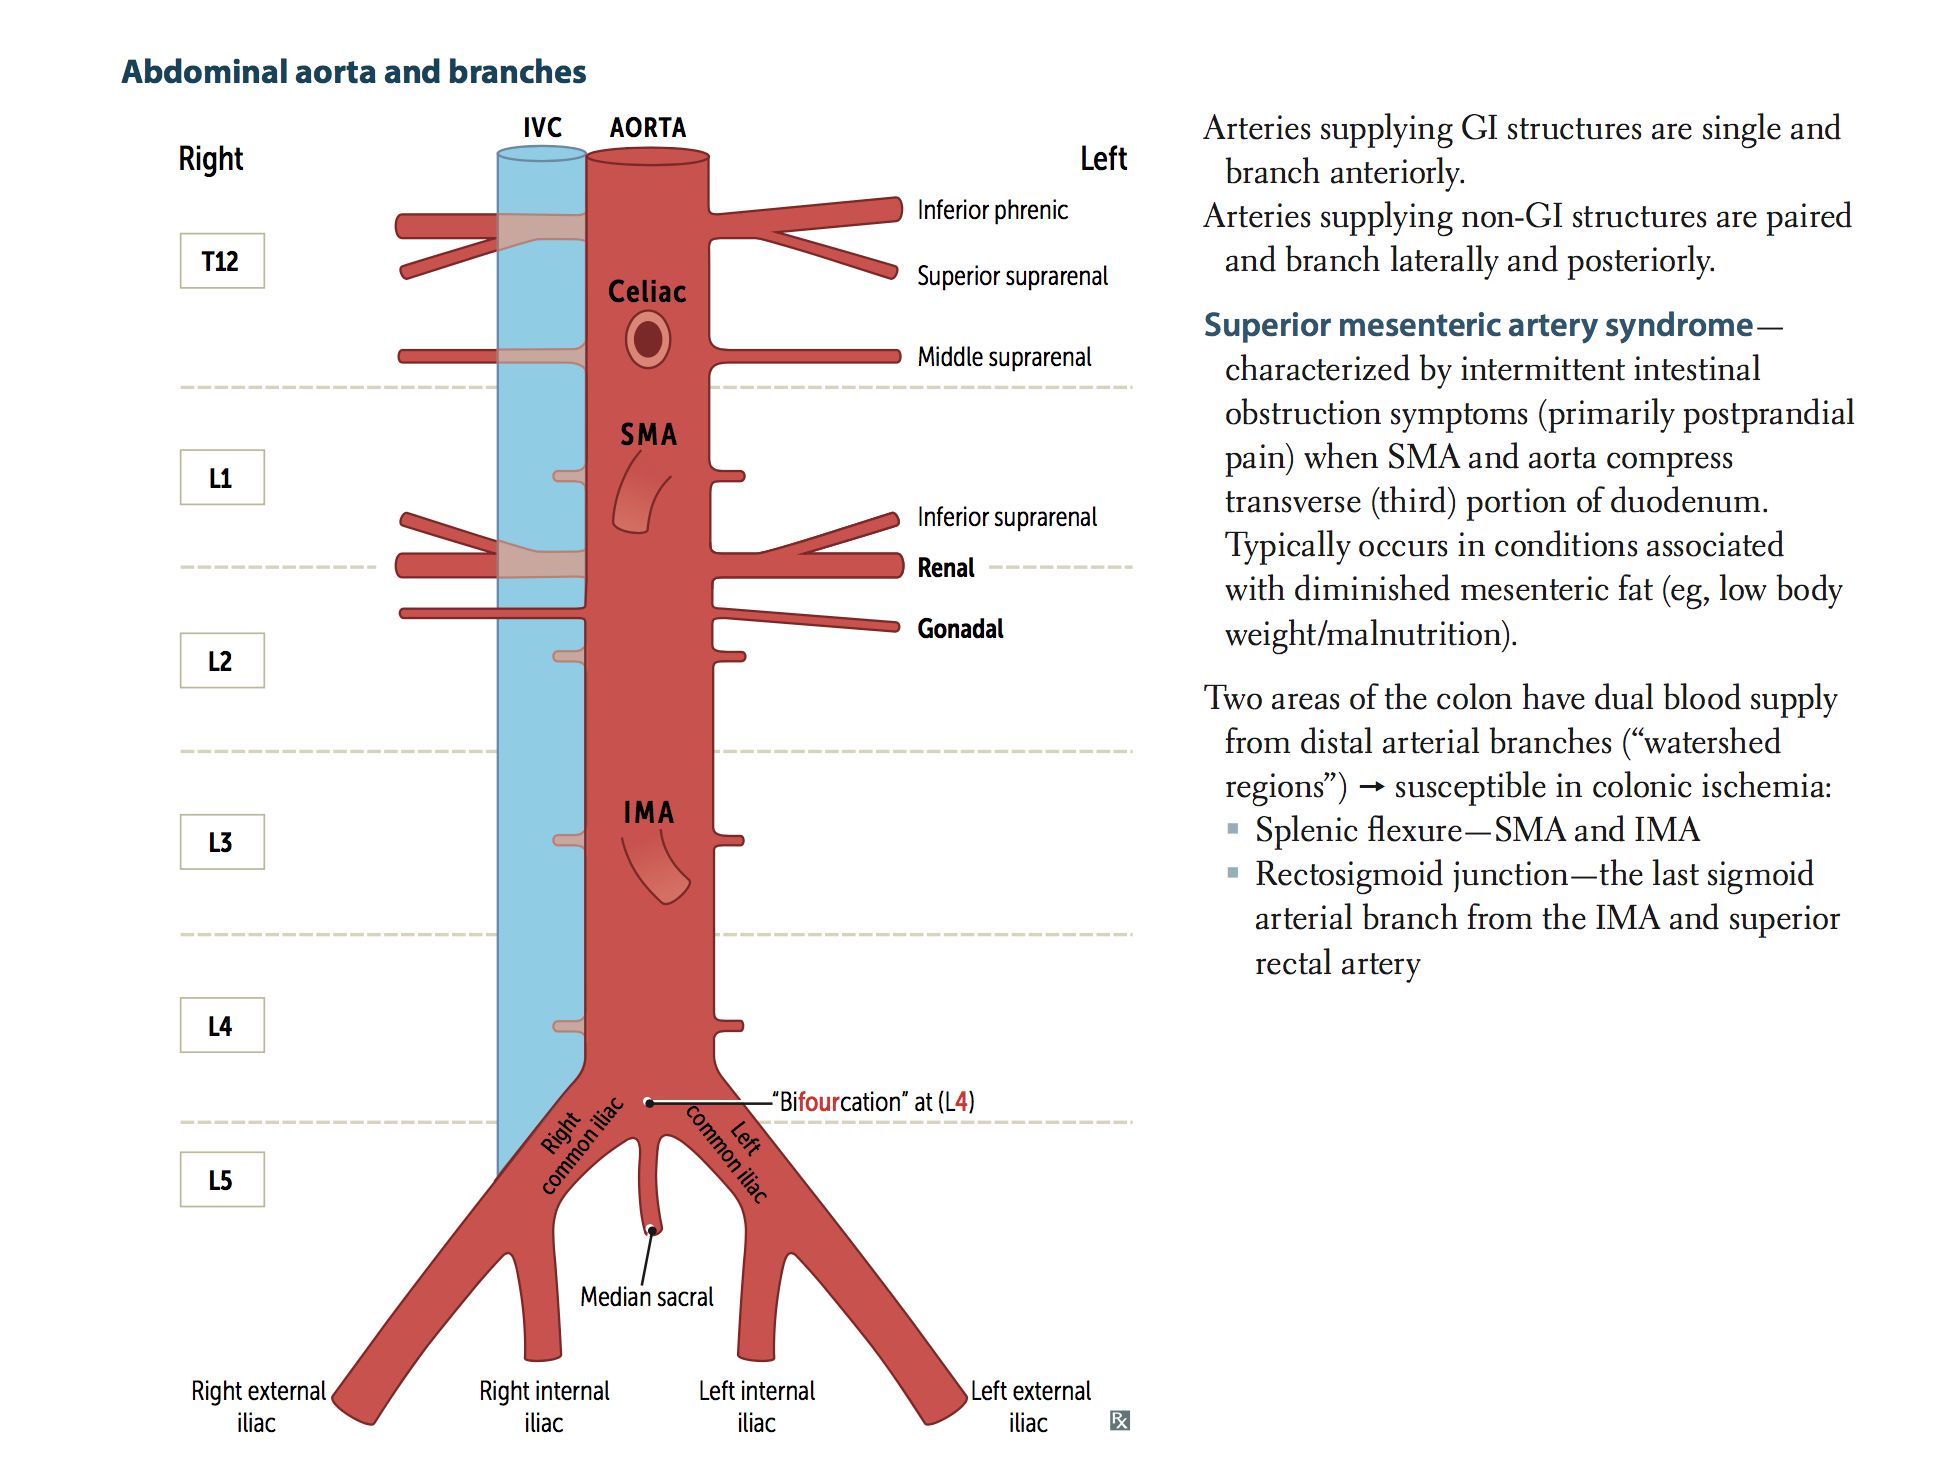 Abdominal aorta and branches
IVC
AORTA
Right
Left
Inferior phrenic
T12
Superior suprarenal
Celiac
Middle suprarenal
SMA
L1
Inferior suprarenal
Renal
Gonadal
L2
IMA
L3
L4
"Bifourcation" at (L4)
Right
common iliac
Left
common iliac
L5
Median sacral
Right external
iliac
Right internal
iliac
Left internal
iliac
Left external
iliac
Rx
Arteries supplying GI structures are single and
branch anteriorly.
Arteries supplying non-GI structures are paired
and branch laterally and posteriorly.
Superior mesenteric artery syndrome—
characterized by intermittent intestinal
obstruction symptoms (primarily postprandial
pain) when SMA and aorta compress
transverse (third) portion of duodenum.
Typically occurs in conditions associated
with diminished mesenteric fat (eg, low body
weight/malnutrition).
Two areas of the colon have dual blood supply
from distal arterial branches (“watershed
regions”) → susceptible in colonic ischemia:
▪ Splenic flexure—SMA and IMA
▪ Rectosigmoid junction—the last sigmoid
arterial branch from the IMA and superior
rectal artery